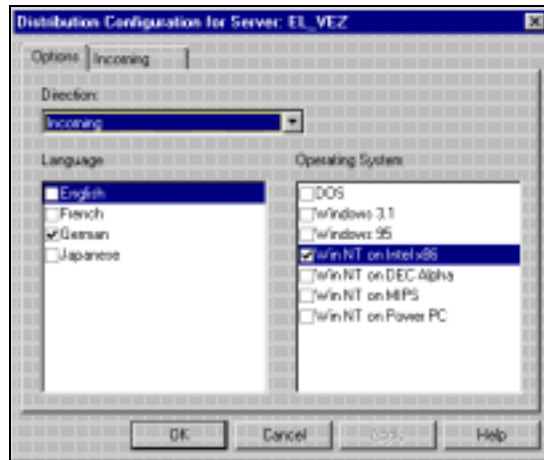 Distribution Configuration for Server: EL_VEZ
Options Incoming
Direction:
Incoming
Language
Operating System
English
French
German
Japanese
DOS
Windows 3.1
Windows 95
Win NT on Intel x86
Win NT on DEC Alpha
Win NT on MIPS
Win NT on Power PC
OK Cancel Apply Help